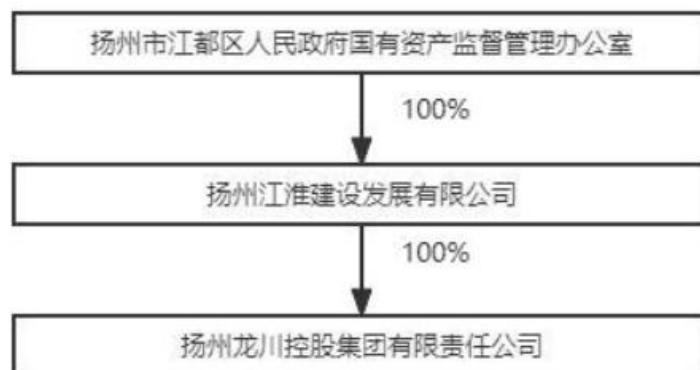 扬州市江都区人民政府国有资产监督管理办公室
100%
扬州江淮建设发展有限公司
100%
扬州龙川控股集团有限责任公司